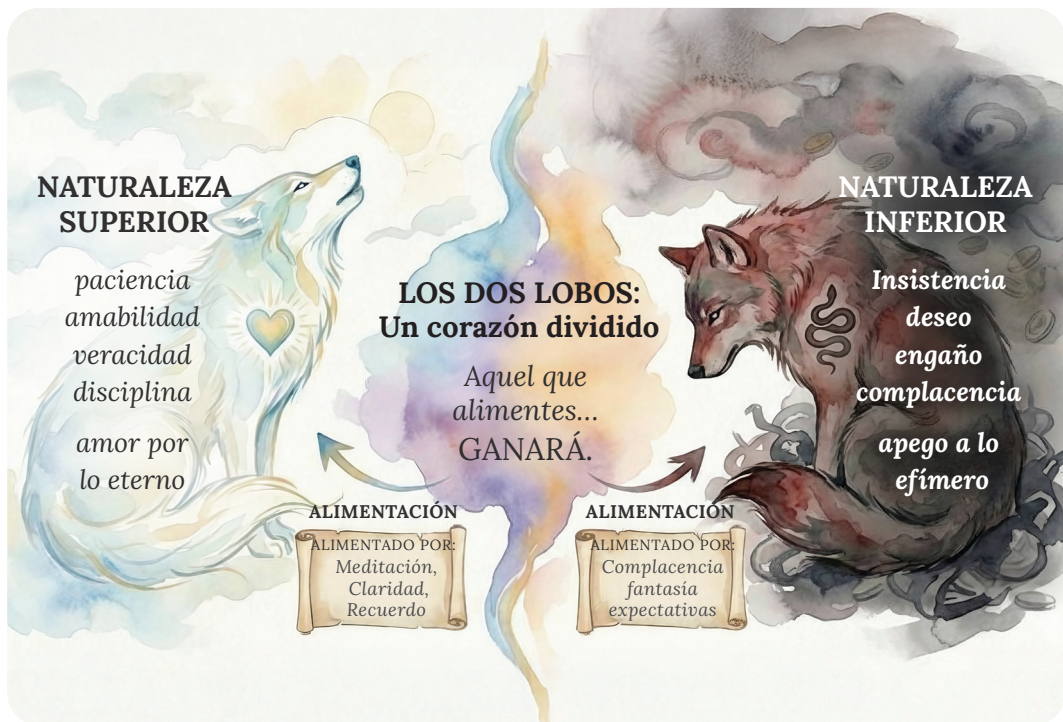 NATURALEZA
SUPERIOR
paciencia
amabilidad
veracidad
disciplina
amor por
lo eterno
LOS DOS LOBOS:
Un corazón dividido
Aquel que
alimentes...
GANARÁ.
NATURALEZA
INFERIOR
Insistencia
deseo
engaño
complacencia
apego a lo
efímero
ALIMENTACIÓN
ALIMENTADO POR:
Meditación,
Claridad,
Recuerdo
ALIMENTACIÓN
ALIMENTADO POR:
Complacencia
fantasía
expectativas